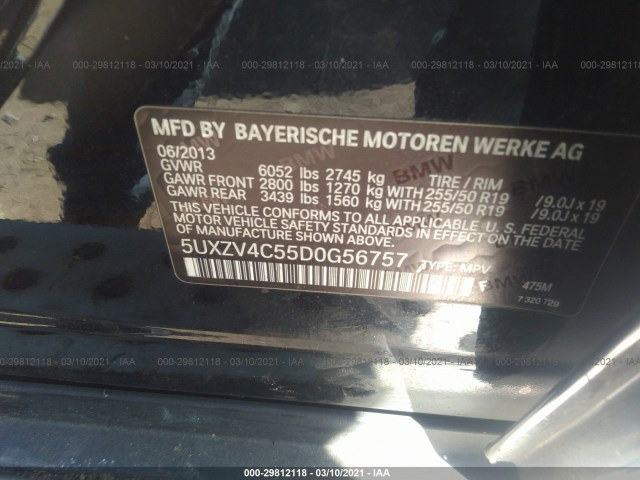 000-29812118 - 03/10/2021 - IAA
MFD BY BAYERISCHE MOTOREN WERKE AG
06/2013
GVWR 6052 lbs 2745 kg TIRE / RIM
GAWR FRONT 2800 lbs 1270 kg WITH 255/50 R19 /9.0J x 19
GAWR REAR 3439 lbs 1560 kg WITH 255/50 R19 /9.0J x 19
THIS VEHICLE CONFORMS TO ALL APPLICABLE U. S. FEDERAL
MOTOR VEHICLE SAFETY STANDARDS IN EFFECT ON THE DATE
OF MANUFACTURE SHOWN ABOVE.
5UXZV4C55D0G56757 TYPE: MPV
475M
7 320 729
000-29812118 - 03/10/2021 - IAA